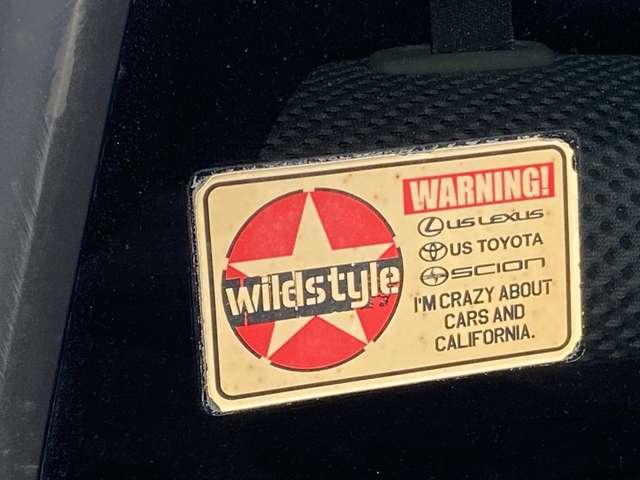 wildstyle
WARNING!
US LEXUS
US TOYOTA
SCION
I'M CRAZY ABOUT
CARS AND
CALIFORNIA.